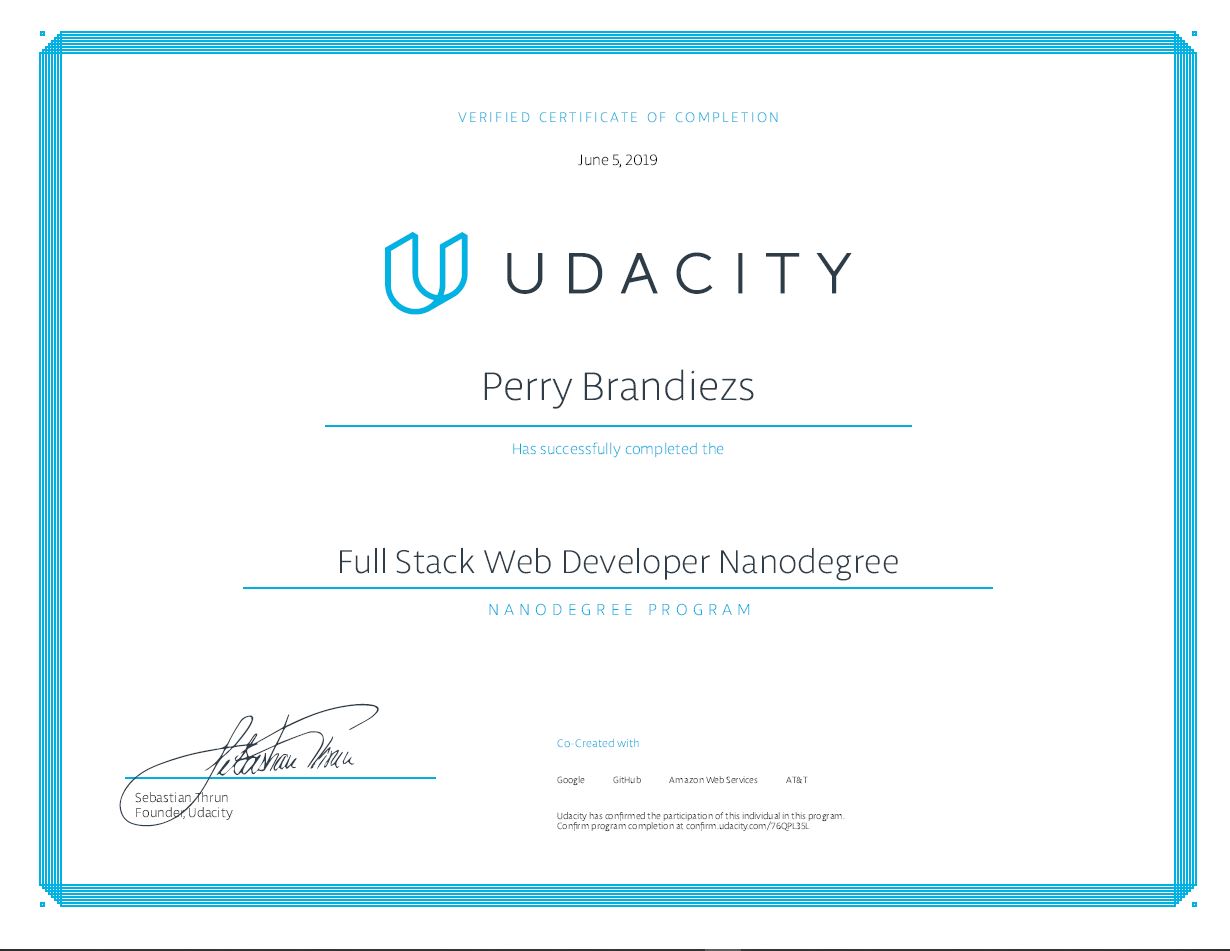 VERIFIED CERTIFICATE OF COMPLETION
June 5, 2019
UDACITY
Perry Brandiezs
Has successfully completed the
Full Stack Web Developer Nanodegree
NANODEGREE PROGRAM
Sebastian Thrun
Sebastian Thrun
Founder, Udacity
Co-Created with
Google GitHub Amazon Web Services AT&T
Udacity has confirmed the participation of this individual in this program.
Confirm program completion at confirm.udacity.com/76QPL35L